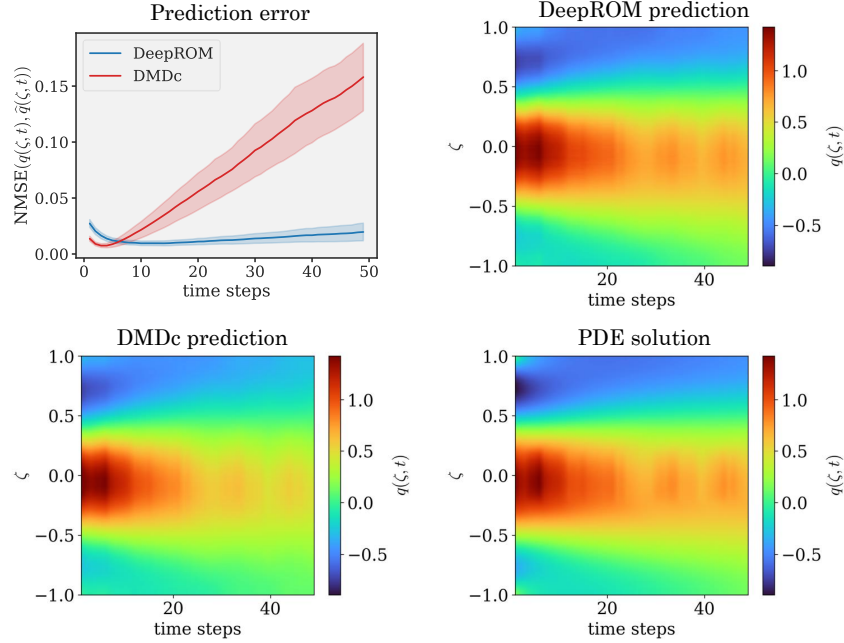 Prediction error
NMSE(q(ζ, t), q̂(ζ, t))
0.15
0.10
0.05
0.00
DeepROM
DMDc
0
10
20
30
40
50
time steps
DeepROM prediction
ζ
1.0
0.5
0.0
−0.5
−1.0
20
40
time steps
1.0
0.5
0.0
−0.5
q(ζ, t)
DMDc prediction
ζ
1.0
0.5
0.0
−0.5
−1.0
20
40
time steps
1.0
0.5
0.0
−0.5
q(ζ, t)
PDE solution
ζ
1.0
0.5
0.0
−0.5
−1.0
20
40
time steps
1.0
0.5
0.0
−0.5
q(ζ, t)